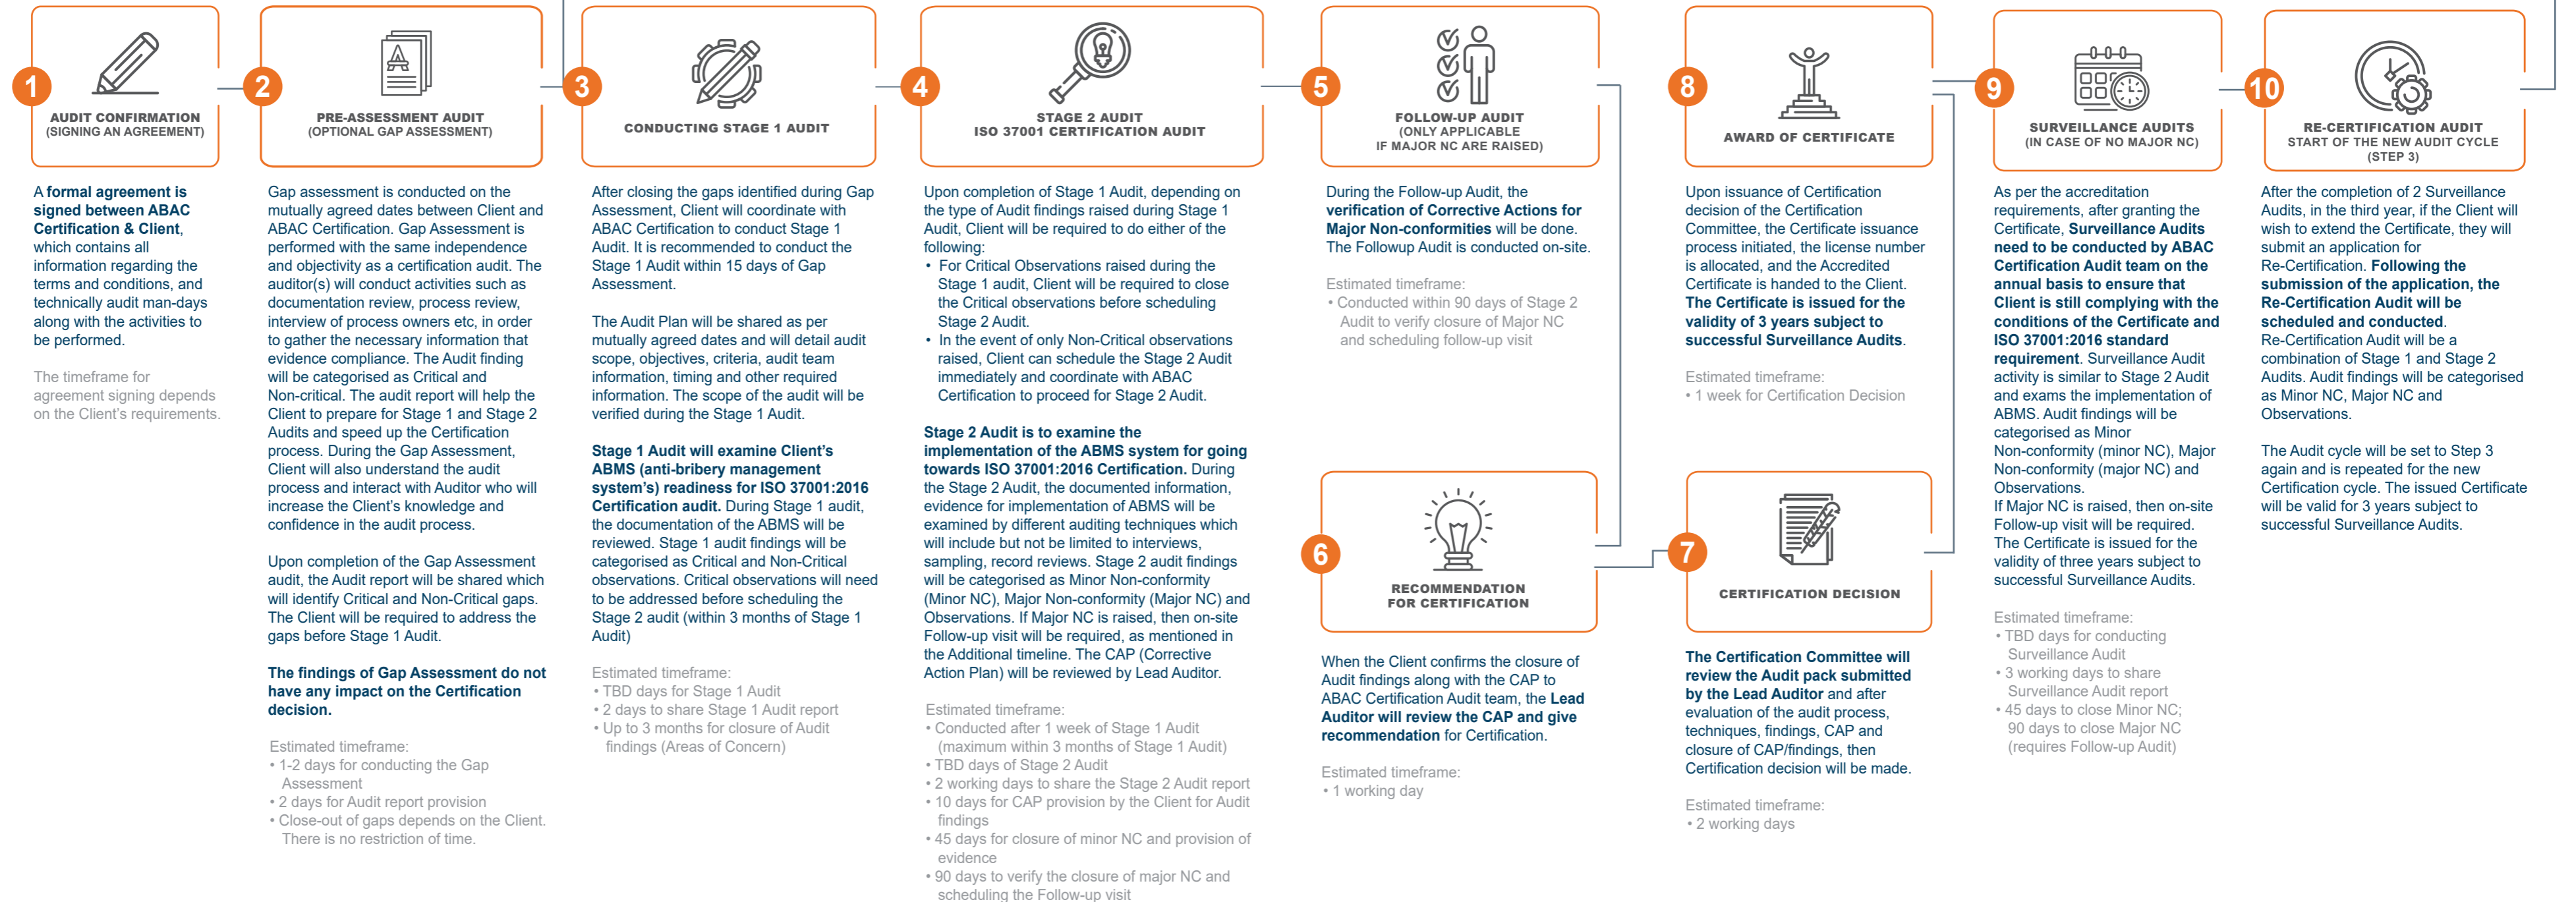 1
AUDIT CONFIRMATION
(SIGNING AN AGREEMENT)
A formal agreement is
signed between ABAC
Certification & Client,
which contains all
information regarding the
terms and conditions, and
technically audit man-days
along with the activities to
be performed.
The timeframe for
agreement signing depends
on the Client's requirements.
2
PRE-ASSESSMENT AUDIT
(OPTIONAL GAP ASSESSMENT)
Gap assessment is conducted on the
mutually agreed dates between Client and
ABAC Certification. Gap Assessment is
performed with the same independence
and objectivity as a certification audit. The
auditor(s) will conduct activities such as
documentation review, process review,
interview of process owners etc, in order
to gather the necessary information that
evidence compliance. The Audit finding
will be categorised as Critical and
Non-critical. The audit report will help the
Client to prepare for Stage 1 and Stage 2
Audits and speed up the Certification
process. During the Gap Assessment,
Client will also understand the audit
process and interact with Auditor who will
increase the Client's knowledge and
confidence in the audit process.
Upon completion of the Gap Assessment
audit, the Audit report will be shared which
will identify Critical and Non-Critical gaps.
The Client will be required to address the
gaps before Stage 1 Audit.
The findings of Gap Assessment do not
have any impact on the Certification
decision.
Estimated timeframe:
• 1-2 days for conducting the Gap
Assessment
• 2 days for Audit report provision
• Close-out of gaps depends on the Client.
There is no restriction of time.
3
CONDUCTING STAGE 1 AUDIT
After closing the gaps identified during Gap
Assessment, Client will coordinate with
ABAC Certification to conduct Stage 1
Audit. It is recommended to conduct the
Stage 1 Audit within 15 days of Gap
Assessment.
The Audit Plan will be shared as per
mutually agreed dates and will detail audit
scope, objectives, criteria, audit team
information, timing and other required
information. The scope of the audit will be
verified during the Stage 1 Audit.
Stage 1 Audit will examine Client's
ABMS (anti-bribery management
system's) readiness for ISO 37001:2016
Certification audit. During Stage 1 audit,
the documentation of the ABMS will be
reviewed. Stage 1 audit findings will be
categorised as Critical and Non-Critical
observations. Critical observations will need
to be addressed before scheduling the
Stage 2 audit (within 3 months of Stage 1
Audit)
Estimated timeframe:
• TBD days for Stage 1 Audit
• 2 days to share Stage 1 Audit report
• Up to 3 months for closure of Audit
findings (Areas of Concern)
4
STAGE 2 AUDIT
ISO 37001 CERTIFICATION AUDIT
Upon completion of Stage 1 Audit, depending on
the type of Audit findings raised during Stage 1
Audit, Client will be required to do either of the
following:
• For Critical Observations raised during the
Stage 1 audit, Client will be required to close
the Critical observations before scheduling
Stage 2 Audit.
• In the event of only Non-Critical observations
raised, Client can schedule the Stage 2 Audit
immediately and coordinate with ABAC
Certification to proceed for Stage 2 Audit.
Stage 2 Audit is to examine the
implementation of the ABMS system for going
towards ISO 37001:2016 Certification. During
the Stage 2 Audit, the documented information,
evidence for implementation of ABMS will be
examined by different auditing techniques which
will include but not be limited to interviews,
sampling, record reviews. Stage 2 audit findings
will be categorised as Minor Non-conformity
(Minor NC), Major Non-conformity (Major NC) and
Observations. If Major NC is raised, then on-site
Follow-up visit will be required, as mentioned in
the Additional timeline. The CAP (Corrective
Action Plan) will be reviewed by Lead Auditor.
Estimated timeframe:
• Conducted after 1 week of Stage 1 Audit
(maximum within 3 months of Stage 1 Audit)
• TBD days of Stage 2 Audit
• 2 working days to share the Stage 2 Audit report
• 10 days for CAP provision by the Client for Audit
findings
• 45 days for closure of minor NC and provision of
evidence
• 90 days to verify the closure of major NC and
scheduling the Follow-up visit
5
FOLLOW-UP AUDIT
(ONLY APPLICABLE
IF MAJOR NC ARE RAISED)
During the Follow-up Audit, the
verification of Corrective Actions for
Major Non-conformities will be done.
The Followup Audit is conducted on-site.
Estimated timeframe:
• Conducted within 90 days of Stage 2
Audit to verify closure of Major NC
and scheduling follow-up visit
6
RECOMMENDATION
FOR CERTIFICATION
When the Client confirms the closure of
Audit findings along with the CAP to
ABAC Certification Audit team, the Lead
Auditor will review the CAP and give
recommendation for Certification.
Estimated timeframe:
• 1 working day
7
CERTIFICATION DECISION
The Certification Committee will
review the Audit pack submitted
by the Lead Auditor and after
evaluation of the audit process,
techniques, findings, CAP and
closure of CAP/findings, then
Certification decision will be made.
Estimated timeframe:
• 2 working days
8
AWARD OF CERTIFICATE
Upon issuance of Certification
decision of the Certification
Committee, the Certificate issuance
process initiated, the license number
is allocated, and the Accredited
Certificate is handed to the Client.
The Certificate is issued for the
validity of 3 years subject to
successful Surveillance Audits.
Estimated timeframe:
• 1 week for Certification Decision
9
SURVEILLANCE AUDITS
(IN CASE OF NO MAJOR NC)
As per the accreditation
requirements, after granting the
Certificate, Surveillance Audits
need to be conducted by ABAC
Certification Audit team on the
annual basis to ensure that
Client is still complying with the
conditions of the Certificate and
ISO 37001:2016 standard
requirement. Surveillance Audit
activity is similar to Stage 2 Audit
and exams the implementation of
ABMS. Audit findings will be
categorised as Minor
Non-conformity (minor NC), Major
Non-conformity (major NC) and
Observations.
If Major NC is raised, then on-site
Follow-up visit will be required.
The Certificate is issued for the
validity of three years subject to
successful Surveillance Audits.
Estimated timeframe:
• TBD days for conducting
Surveillance Audit
• 3 working days to share
Surveillance Audit report
• 45 days to close Minor NC;
90 days to close Major NC
(requires Follow-up Audit)
10
RE-CERTIFICATION AUDIT
START OF THE NEW AUDIT CYCLE
(STEP 3)
After the completion of 2 Surveillance
Audits, in the third year, if the Client will
wish to extend the Certificate, they will
submit an application for
Re-Certification. Following the
submission of the application, the
Re-Certification Audit will be
scheduled and conducted.
Re-Certification Audit will be a
combination of Stage 1 and Stage 2
Audits. Audit findings will be categorised
as Minor NC, Major NC and
Observations.
The Audit cycle will be set to Step 3
again and is repeated for the new
Certification cycle. The issued Certificate
will be valid for 3 years subject to
successful Surveillance Audits.